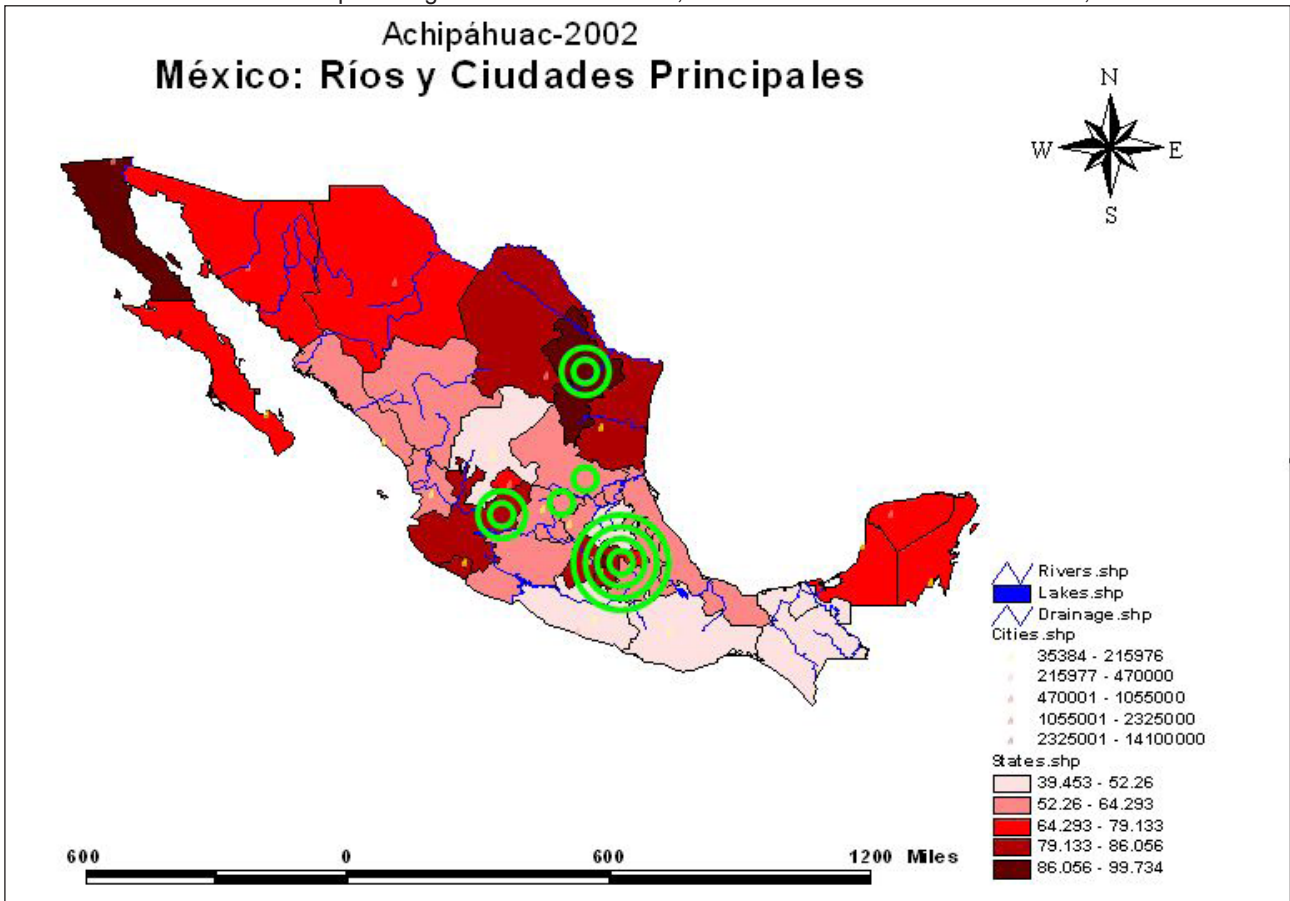 Achipáhuac-2002
México: Ríos y Ciudades Principales
N
W E
S
Rivers.shp
Lakes.shp
Drainage.shp
Cities.shp
35384 - 215976
215977 - 470000
470001 - 1055000
1055001 - 2325000
2325001 - 14100000
States.shp
39.453 - 52.26
52.26 - 64.293
64.293 - 79.133
79.133 - 86.056
86.056 - 99.734
600 0 600 1200 Miles